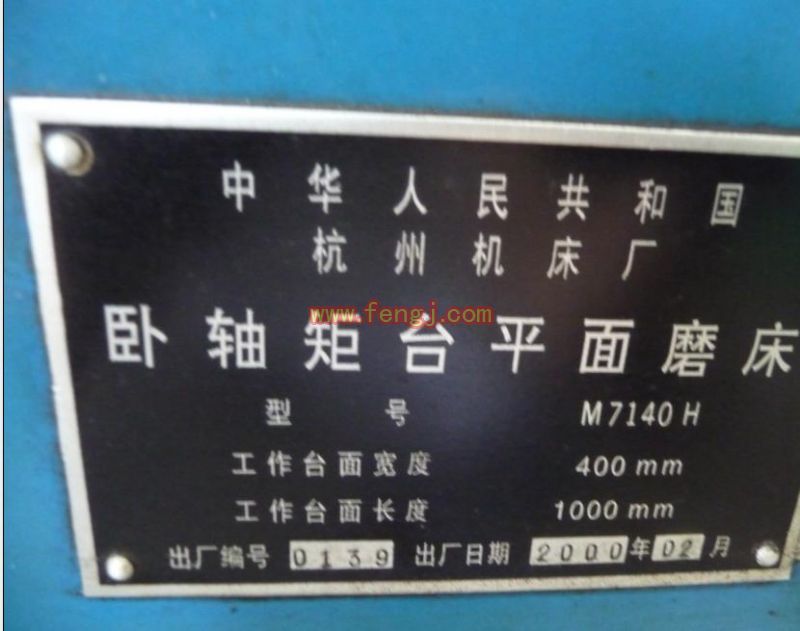 中华人民共和国
杭州机床厂
www.fengj.com
卧轴矩台平面磨床
型号 M7140H
工作台面宽度 400mm
工作台面长度 1000mm
出厂编号 0139 出厂日期 2000年02月